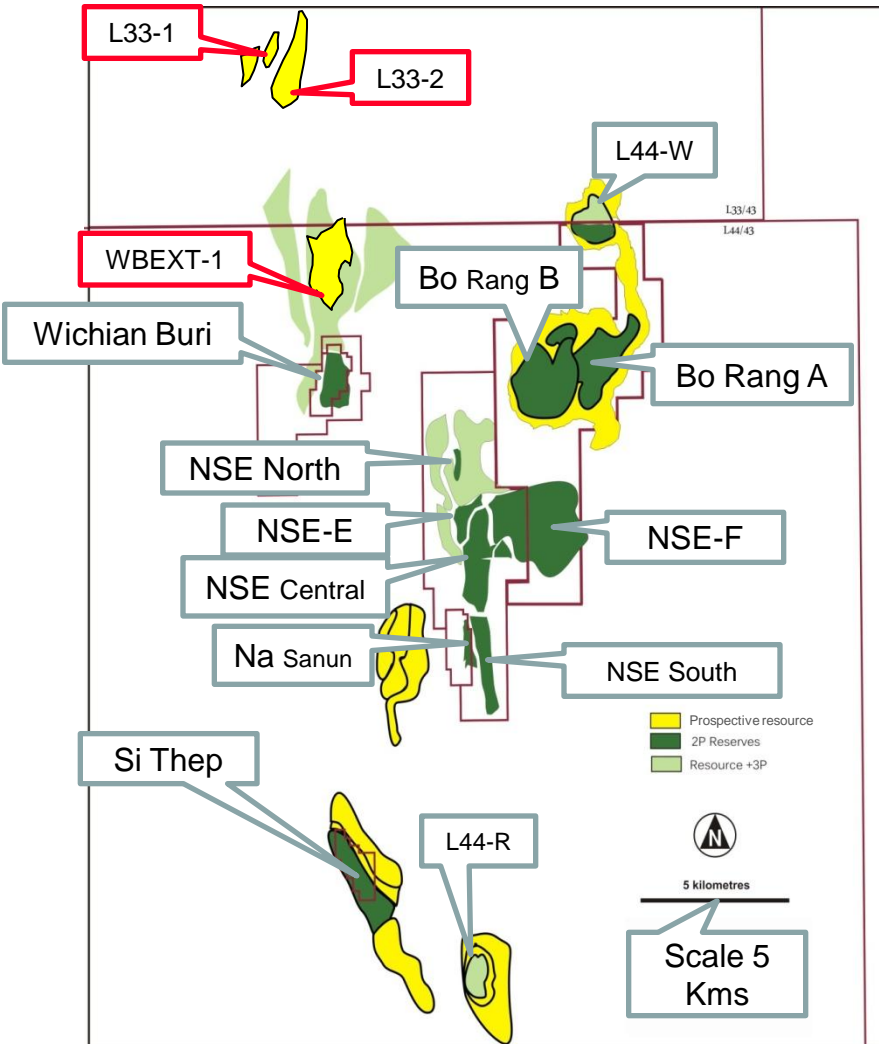 L33-1
L33-2
L44-W
L33/43
L44/43
WBEXT-1
Bo Rang B
Wichian Buri
Bo Rang A
NSE North
NSE-E
NSE-F
NSE Central
Na Sanun
NSE South
Prospective resource
2P Reserves
Resource +3P
Si Thep
L44-R
N
5 kilometres
Scale 5
Kms